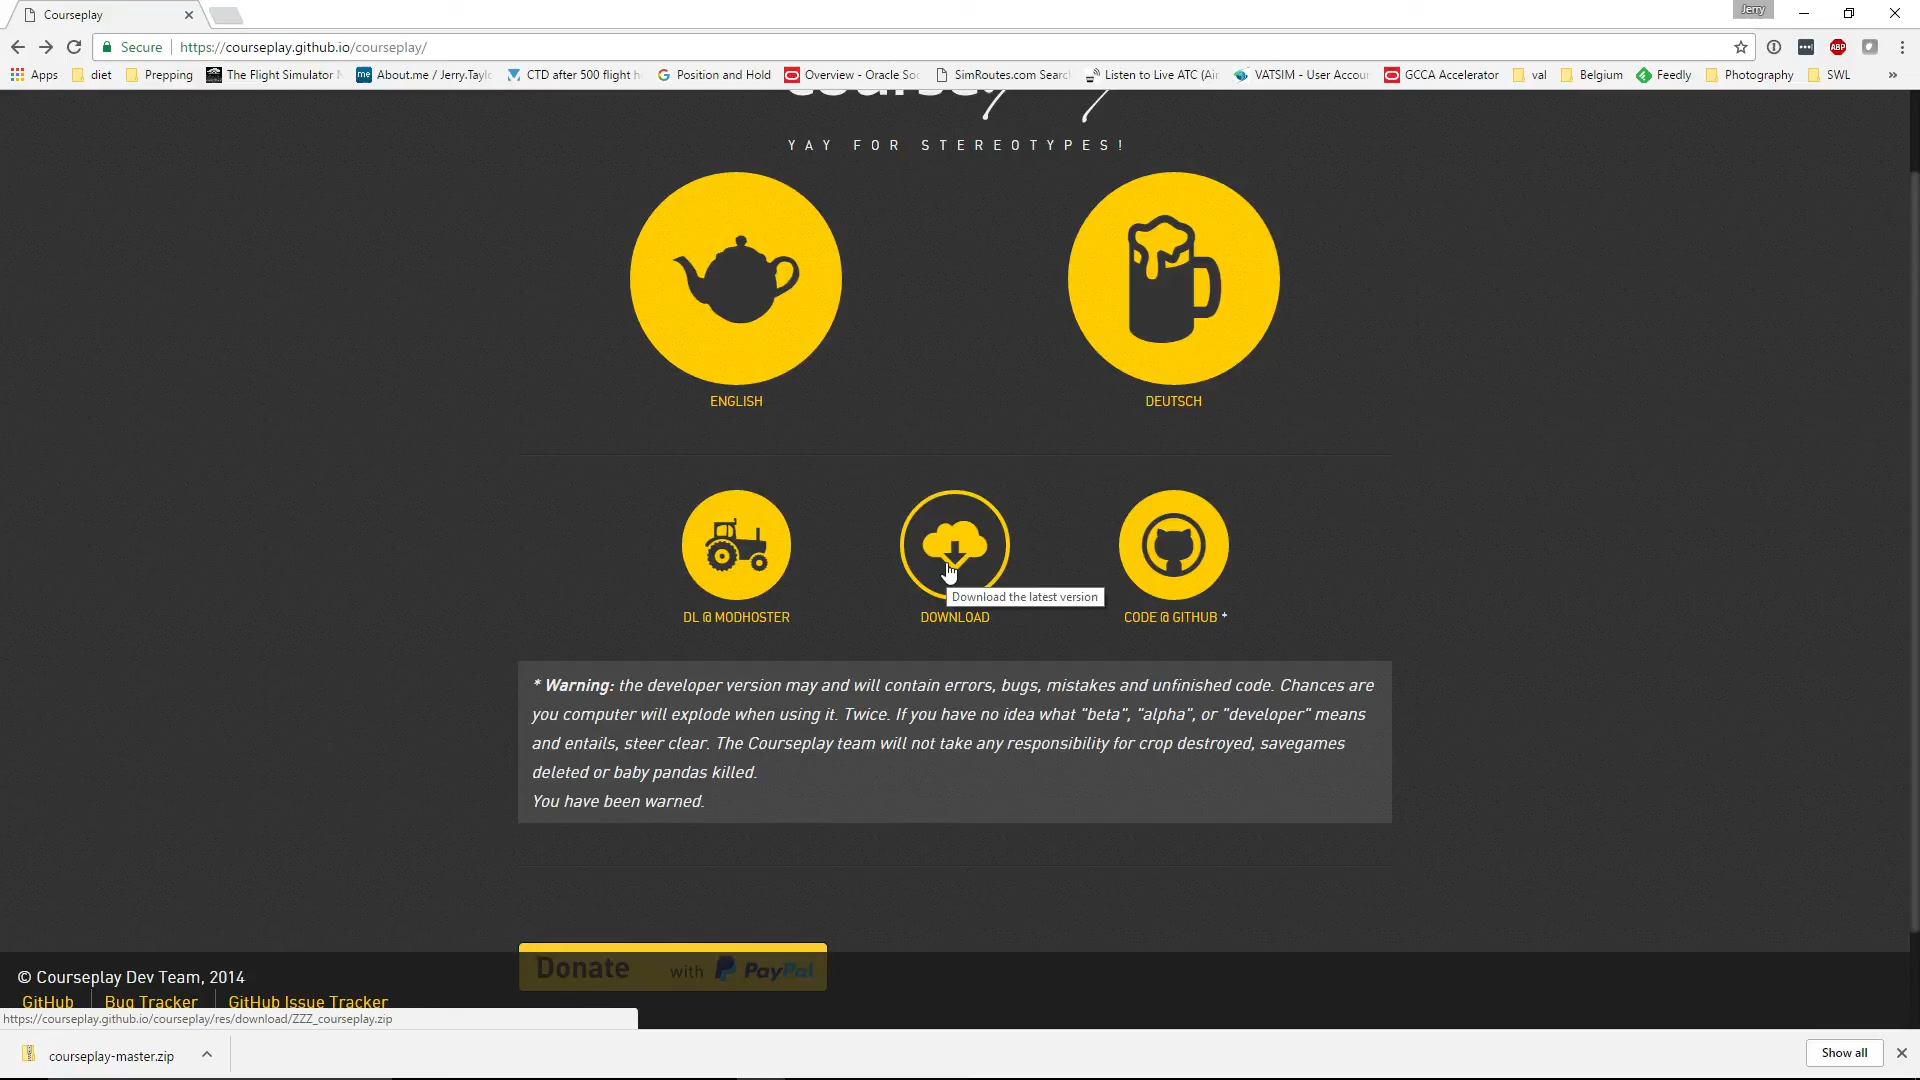 Courseplay
Jerry
Secure
https://courseplay.github.io/courseplay/
Apps
diet
Prepping
The Flight Simulator
About.me / Jerry.Taylo
CTD after 500 flight h
Position and Hold
Overview - Oracle Soc
SimRoutes.com Search
Listen to Live ATC (Air
VATSIM - User Accoun
GCCA Accelerator
val
Belgium
Feedly
Photography
SWL
»
YAY FOR STEREOTYPES!
ENGLISH
DEUTSCH
Download the latest version
DL @ MODHOSTER
DOWNLOAD
CODE @ GITHUB *
* Warning: the developer version may and will contain errors, bugs, mistakes and unfinished code. Chances are
you computer will explode when using it. Twice. If you have no idea what "beta", "alpha", or "developer" means
and entails, steer clear. The Courseplay team will not take any responsibility for crop destroyed, savegames
deleted or baby pandas killed.
You have been warned.
Donate with PayPal
© Courseplay Dev Team, 2014
GitHub
Bug Tracker
GitHub Issue Tracker
https://courseplay.github.io/courseplay/res/download/ZZZ_courseplay.zip
courseplay-master.zip
Show all